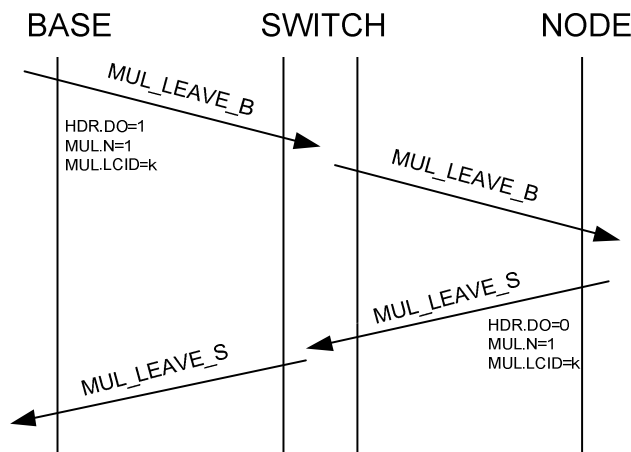 BASE SWITCH NODE
MUL_LEAVE_B
HDR.DO=1
MUL.N=1
MUL.LCID=k
MUL_LEAVE_B
MUL_LEAVE_S
HDR.DO=0
MUL.N=1
MUL.LCID=k
MUL_LEAVE_S